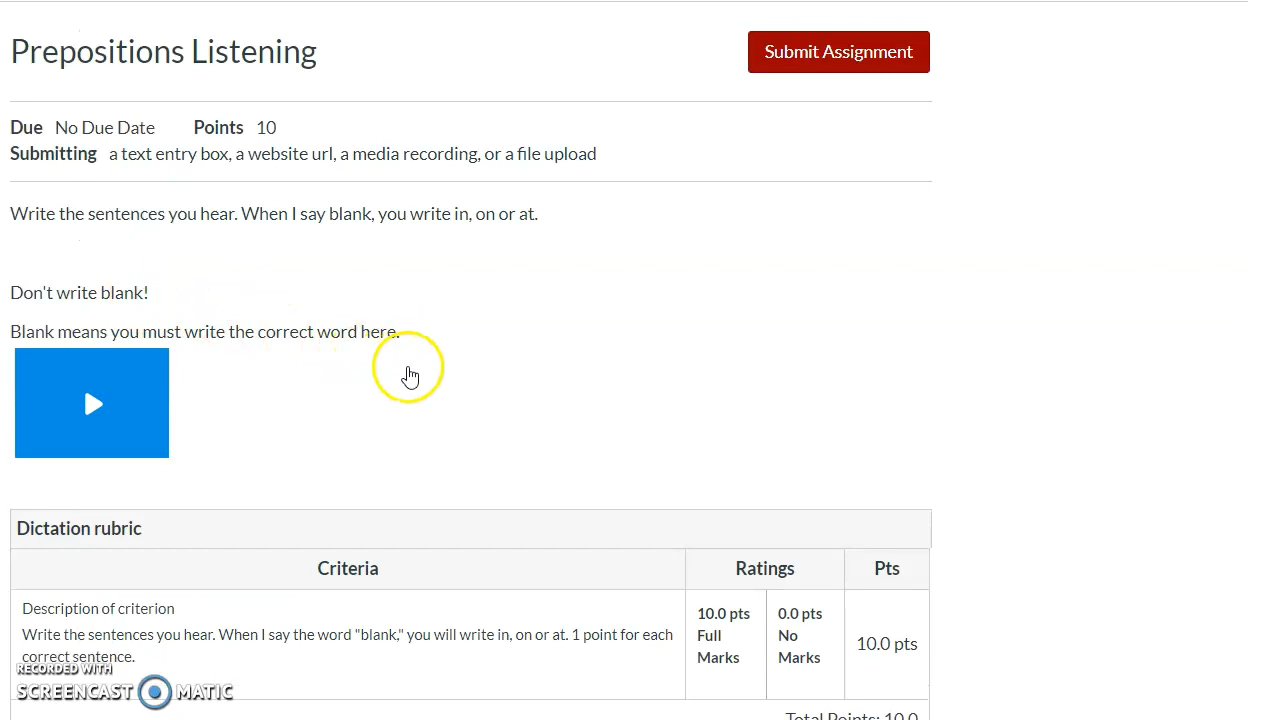 Prepositions Listening
Submit Assignment
Due No Due Date Points 10
Submitting a text entry box, a website url, a media recording, or a file upload
Write the sentences you hear. When I say blank, you write in, on or at.
Don't write blank!
Blank means you must write the correct word here.
Dictation rubric
Criteria Ratings Pts
Description of criterion
Write the sentences you hear. When I say the word "blank," you will write in, on or at. 1 point for each
correct sentence.
10.0 pts
Full
Marks
0.0 pts
No
Marks
10.0 pts
RECORDED WITH
SCREENCAST MATIC
Total Points: 10.0